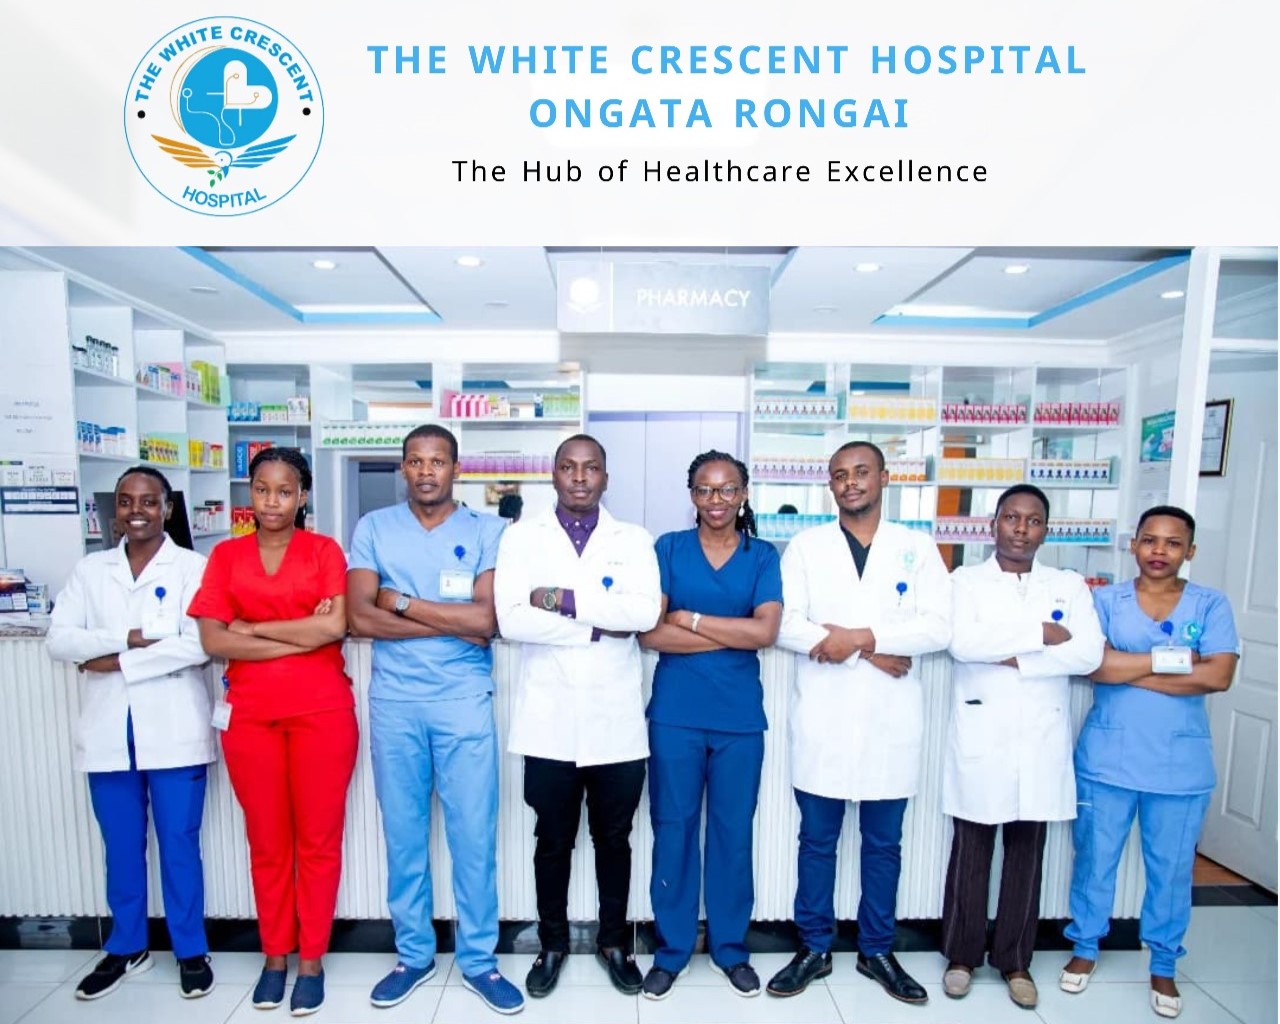 THE WHITE CRESCENT
HOSPITAL
THE WHITE CRESCENT HOSPITAL
ONGATA RONGAI
The Hub of Healthcare Excellence
PHARMACY